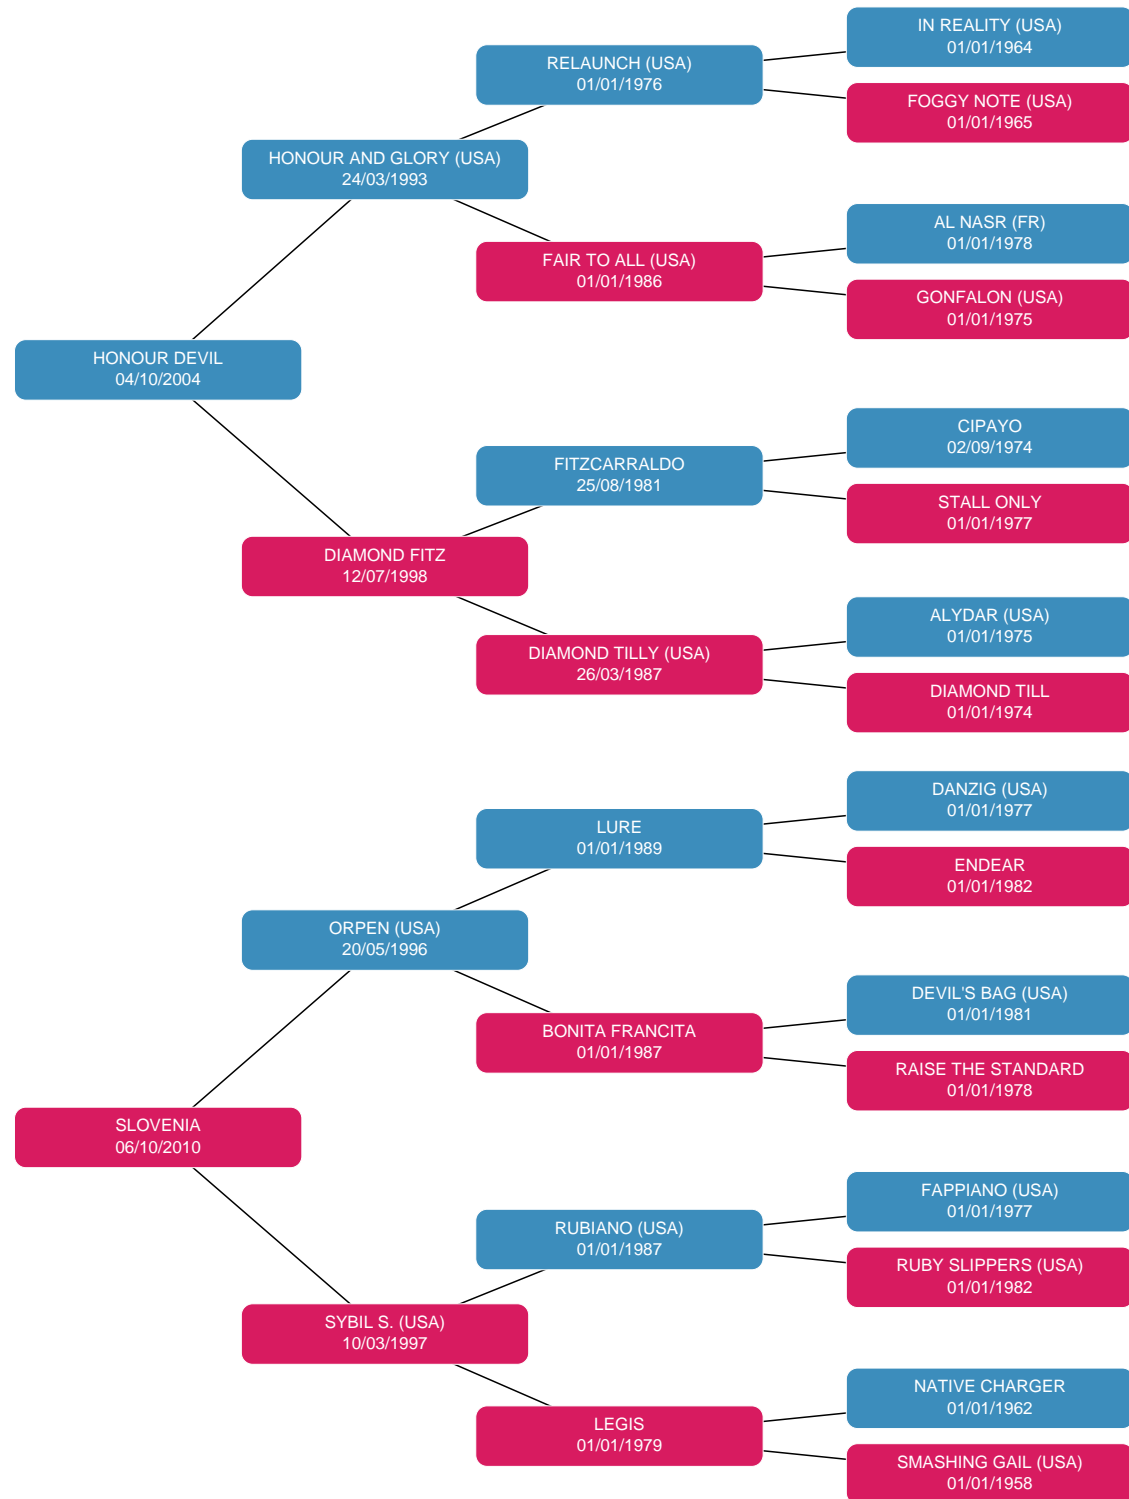 IN REALITY (USA)
01/01/1964
RELAUNCH (USA)
01/01/1976
FOGGY NOTE (USA)
01/01/1965
HONOUR AND GLORY (USA)
24/03/1993
AL NASR (FR)
01/01/1978
FAIR TO ALL (USA)
01/01/1986
GONFALON (USA)
01/01/1975
HONOUR DEVIL
04/10/2004
CIPAYO
02/09/1974
FITZCARRALDO
25/08/1981
STALL ONLY
01/01/1977
DIAMOND FITZ
12/07/1998
ALYDAR (USA)
01/01/1975
DIAMOND TILLY (USA)
26/03/1987
DIAMOND TILL
01/01/1974
DANZIG (USA)
01/01/1977
LURE
01/01/1989
ENDEAR
01/01/1982
ORPEN (USA)
20/05/1996
DEVIL'S BAG (USA)
01/01/1981
BONITA FRANCITA
01/01/1987
RAISE THE STANDARD
01/01/1978
SLOVENIA
06/10/2010
FAPPIANO (USA)
01/01/1977
RUBIANO (USA)
01/01/1987
RUBY SLIPPERS (USA)
01/01/1982
SYBIL S. (USA)
10/03/1997
NATIVE CHARGER
01/01/1962
LEGIS
01/01/1979
SMASHING GAIL (USA)
01/01/1958